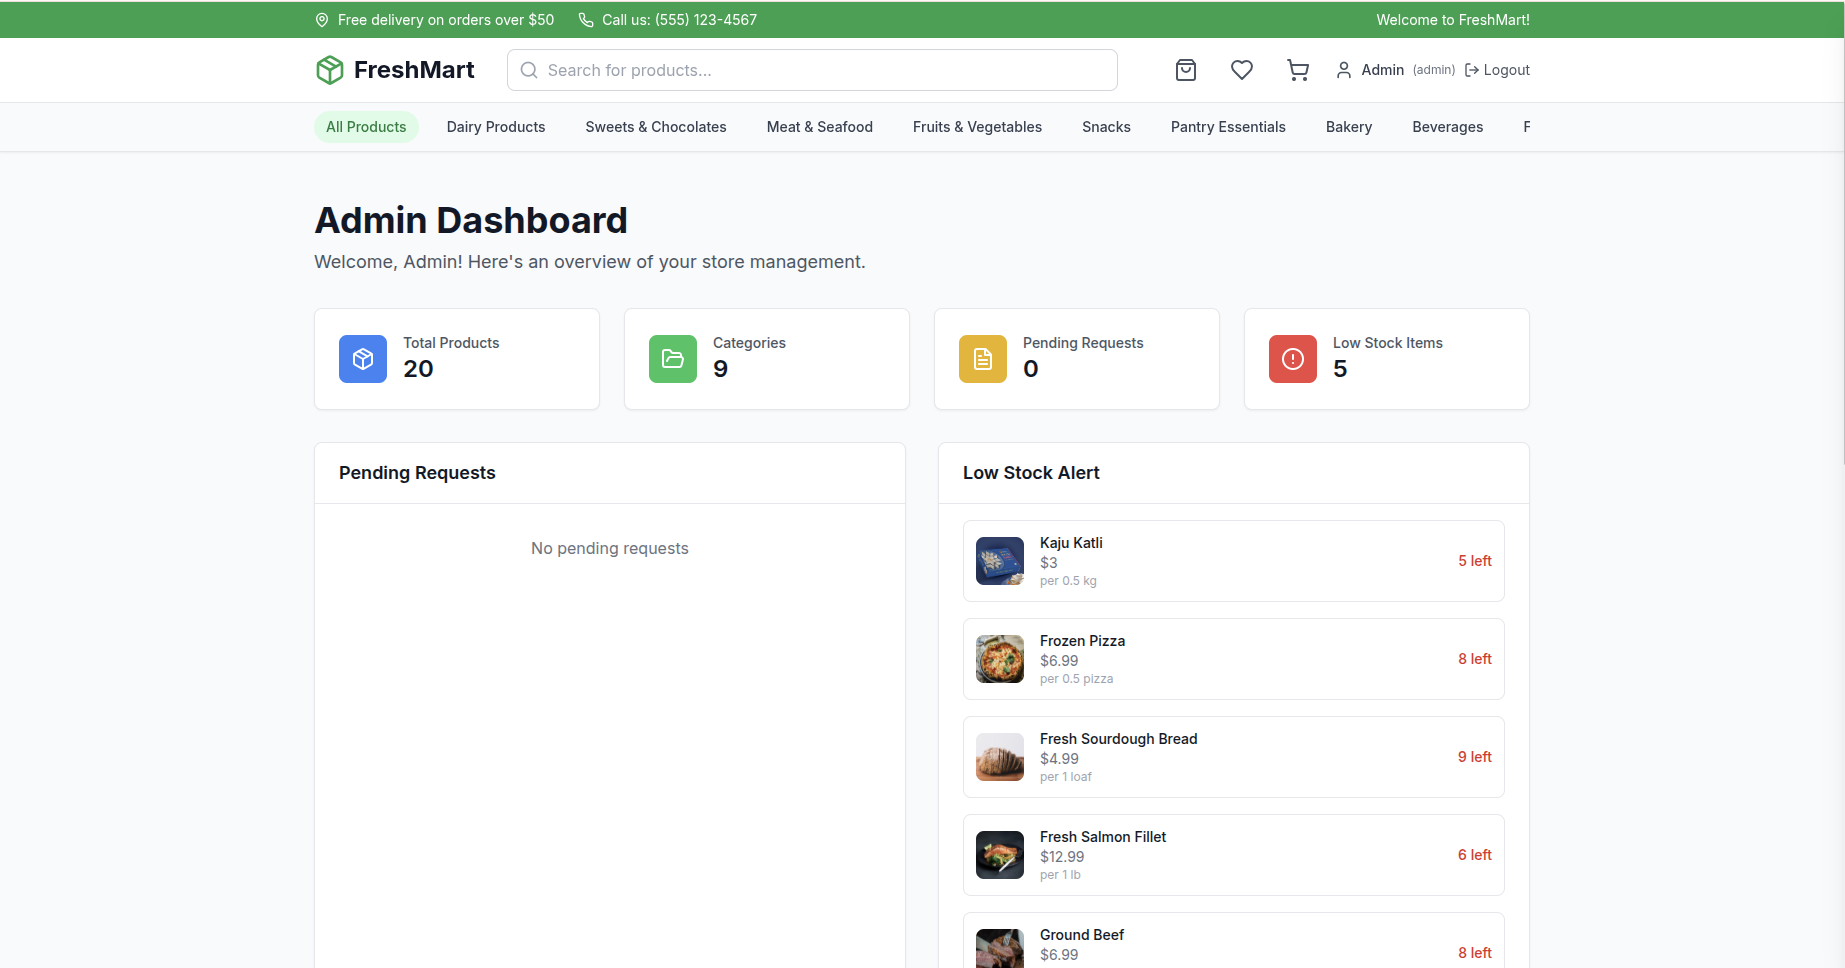 Free delivery on orders over $50
Call us: (555) 123-4567
Welcome to FreshMart!
FreshMart
Search for products...
Admin (admin)
Logout
All Products
Dairy Products
Sweets & Chocolates
Meat & Seafood
Fruits & Vegetables
Snacks
Pantry Essentials
Bakery
Beverages
F
Admin Dashboard
Welcome, Admin! Here's an overview of your store management.
Total Products
20
Categories
9
Pending Requests
0
Low Stock Items
5
Pending Requests
No pending requests
Low Stock Alert
Kaju Katli
$3
per 0.5 kg
5 left
Frozen Pizza
$6.99
per 0.5 pizza
8 left
Fresh Sourdough Bread
$4.99
per 1 loaf
9 left
Fresh Salmon Fillet
$12.99
per 1 lb
6 left
Ground Beef
$6.99
8 left